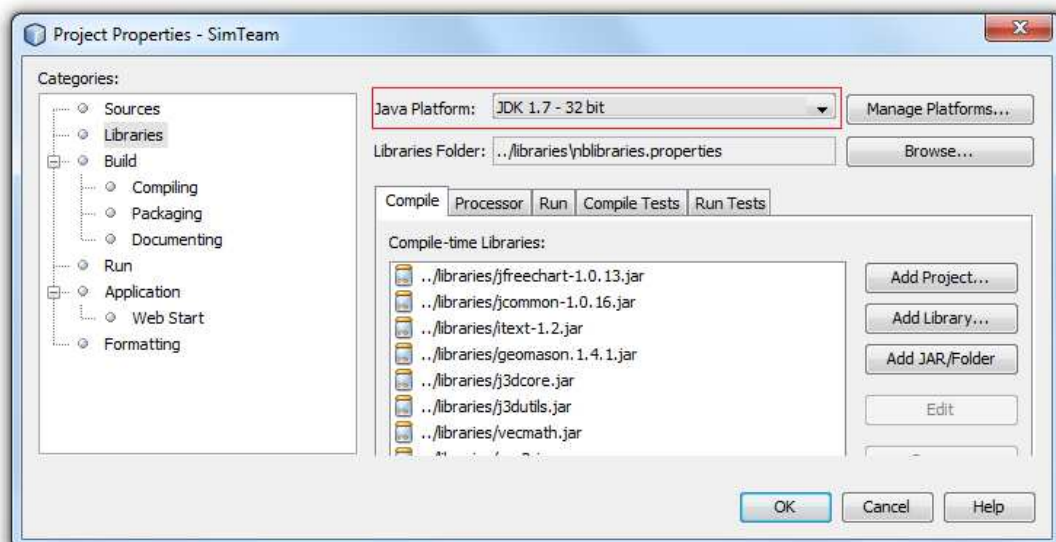 Project Properties - SimTeam
Categories:
Sources
Libraries
Build
Compiling
Packaging
Documenting
Run
Application
Web Start
Formatting
Java Platform: JDK 1.7 - 32 bit Manage Platforms...
Libraries Folder: ../libraries\nblibraries.properties Browse...
Compile Processor Run Compile Tests Run Tests
Compile-time Libraries:
../libraries/jfreechart-1.0.13.jar
../libraries/jcommon-1.0.16.jar
../libraries/itext-1.2.jar
../libraries/geomason.1.4.1.jar
../libraries/j3dcore.jar
../libraries/j3dutils.jar
../libraries/vecmath.jar
Add Project...
Add Library...
Add JAR/Folder
Edit
OK Cancel Help